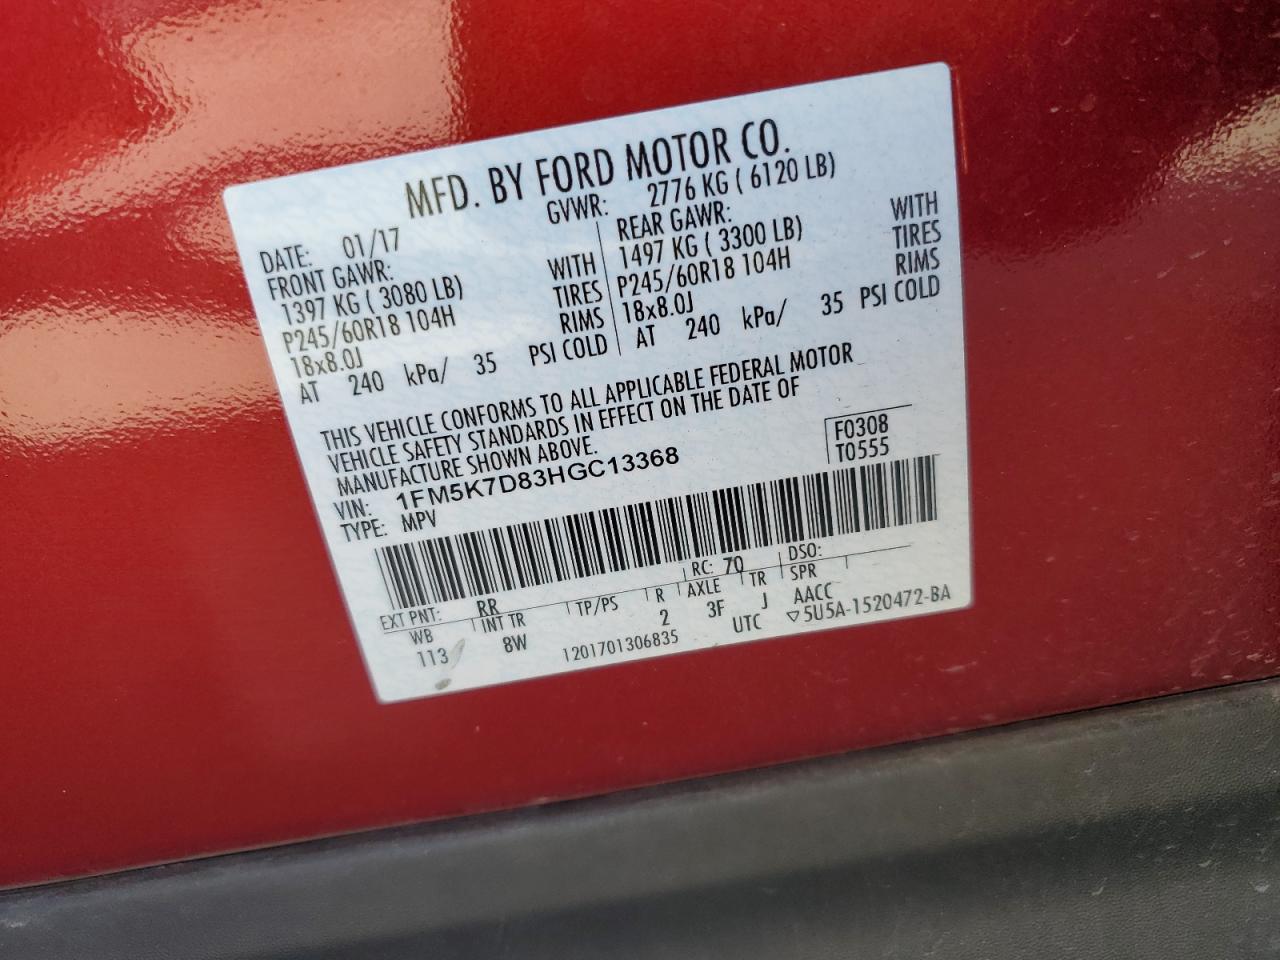 MFD. BY FORD MOTOR CO.
DATE: 01/17 GVWR: 2776 KG ( 6120 LB)
FRONT GAWR: REAR GAWR:
1397 KG ( 3080 LB) WITH 1497 KG ( 3300 LB) WITH
P245/60R18 104H TIRES P245/60R18 104H TIRES
18x8.0J RIMS 18x8.0J RIMS
AT 240 kPa/ 35 PSI COLD AT 240 kPa/ 35 PSI COLD
THIS VEHICLE CONFORMS TO ALL APPLICABLE FEDERAL MOTOR
VEHICLE SAFETY STANDARDS IN EFFECT ON THE DATE OF
MANUFACTURE SHOWN ABOVE.
VIN: 1FM5K7D83HGC13368 F0308
TYPE: MPV T0555
EXT PNT: RR RC: 70 DSO:
WB INT TR TP/PS R AXLE TR SPR
113 8W 2 3F J AACC
1201701306835 UTC ▽5U5A-1520472-BA